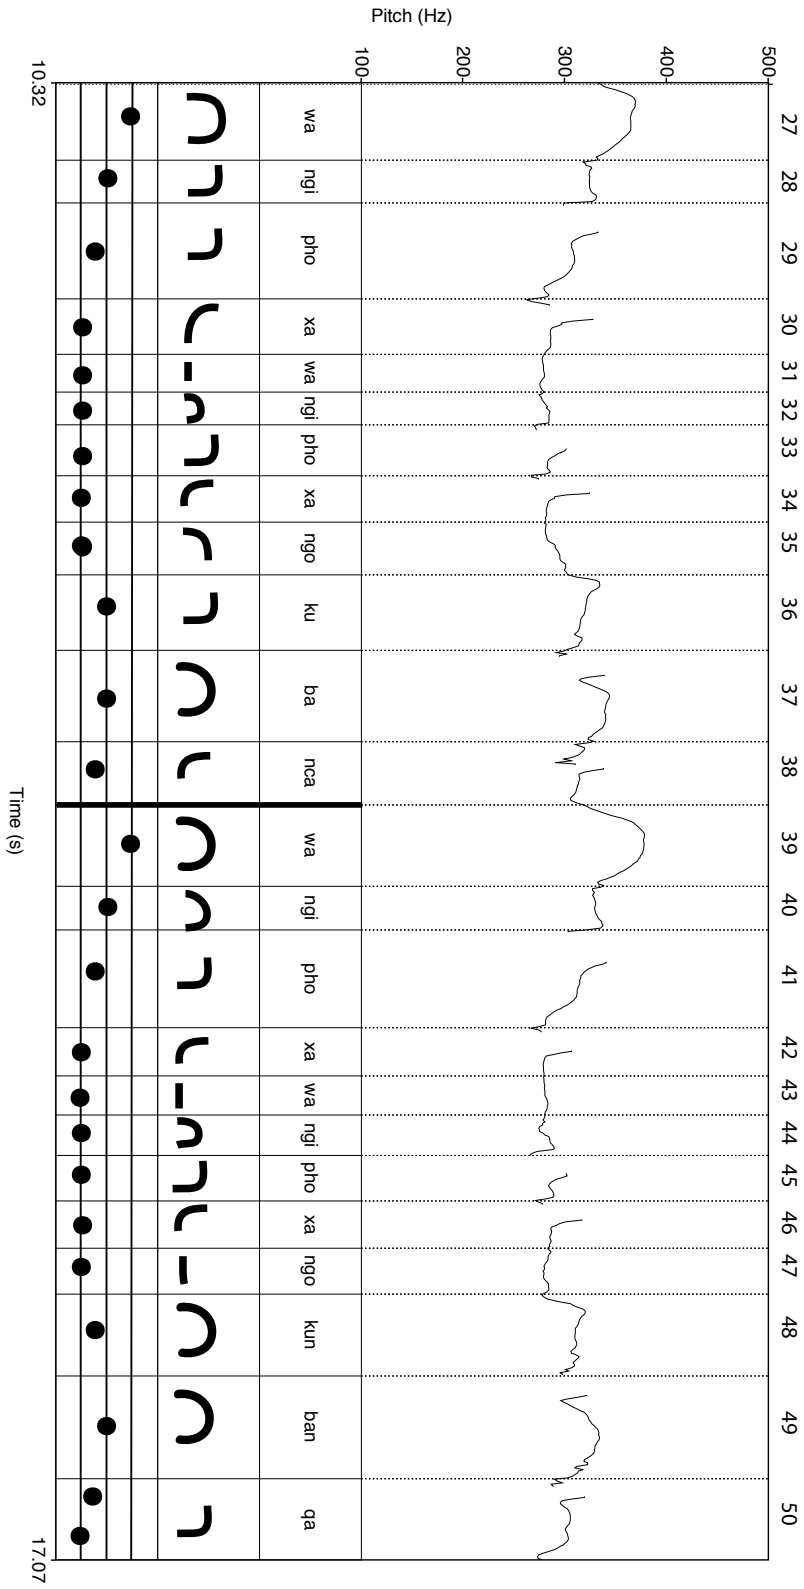 27 28 29 30 31 32 33 34 35 36 37 38 39 40 41 42 43 44 45 46 47 48 49 50
500
400
300
200
100
Pitch (Hz)
wa ngi pho xa wa ngi pho xa ngo ku ba nca wa ngi pho xa wa ngi pho xa ngo kun ban qa
10.32 17.07
Time (s)